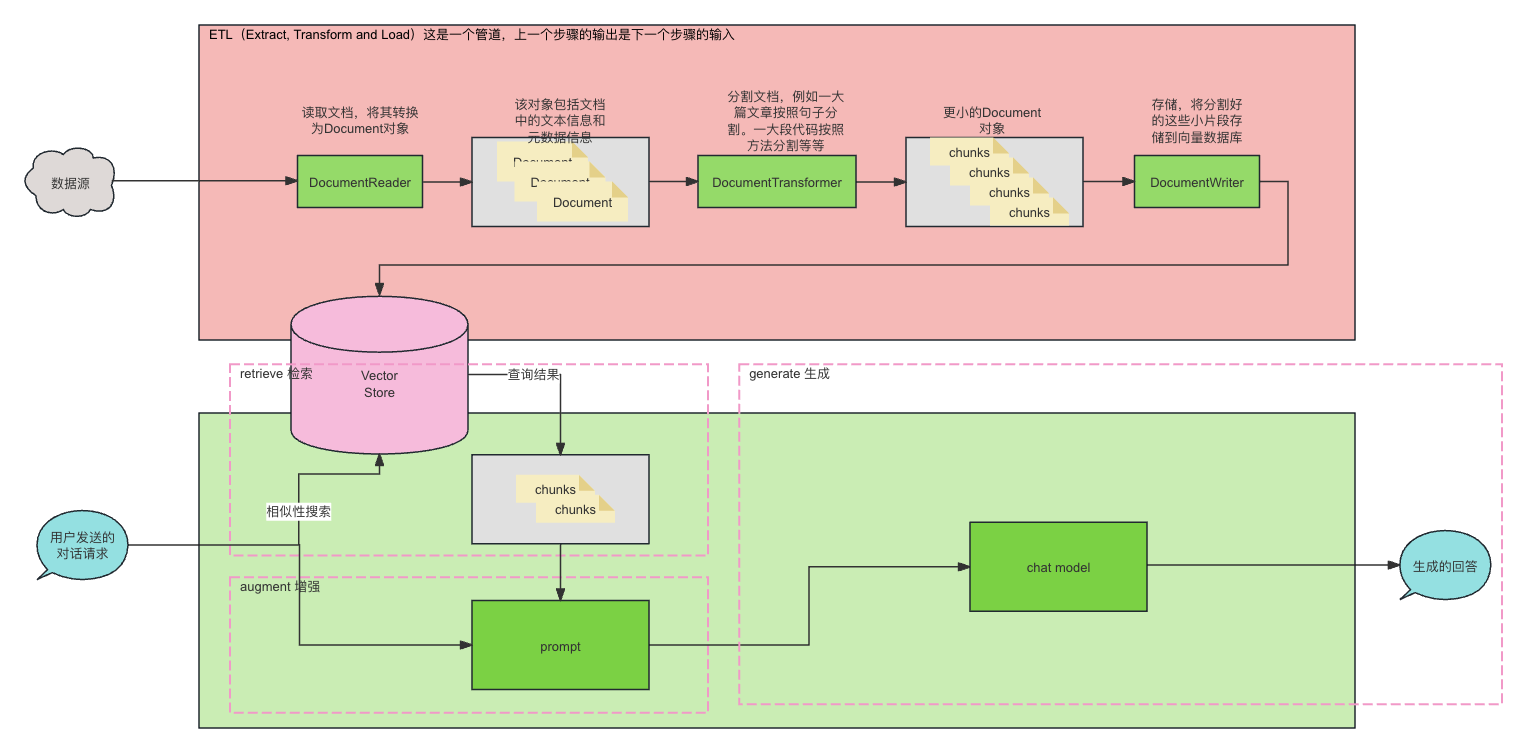 ETL（Extract, Transform and Load）这是一个管道，上一个步骤的输出是下一个步骤的输入
读取文档，将其转换
为Document对象
该对象包括文档
中的文本信息和
元数据信息
分割文档，例如一大
篇文章按照句子分
割。一大段代码按照
方法分割等等
更小的Document
对象
存储，将分割好
的这些小片段存
储到向量数据库
数据源
DocumentReader
Document
Document
Document
DocumentTransformer
chunks
chunks
chunks
chunks
DocumentWriter
Vector
Store
retrieve 检索
查询结果
generate 生成
chunks
chunks
相似性搜索
用户发送的
对话请求
augment 增强
prompt
chat model
生成的回答